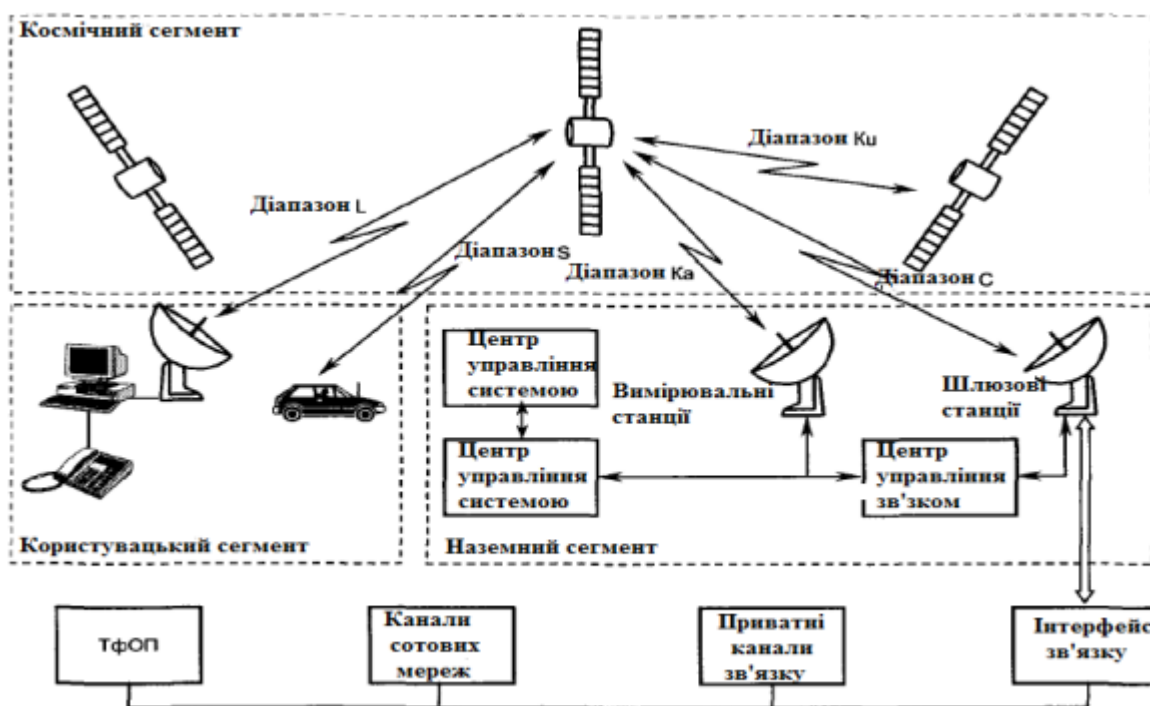 Космічний сегмент
Діапазон Ku
Діапазон L
Діапазон S
Діапазон Ka
Діапазон C
Центр
управління
системою
Вимірювальні
станції
Шлюзові
станції
Центр
управління
системою
Центр
управління
зв'зком
Користувацький сегмент
Наземний сегмент
ТфОП
Канали
сотових
мереж
Приватні
канали
зв'язку
Інтерфейс
зв'язку